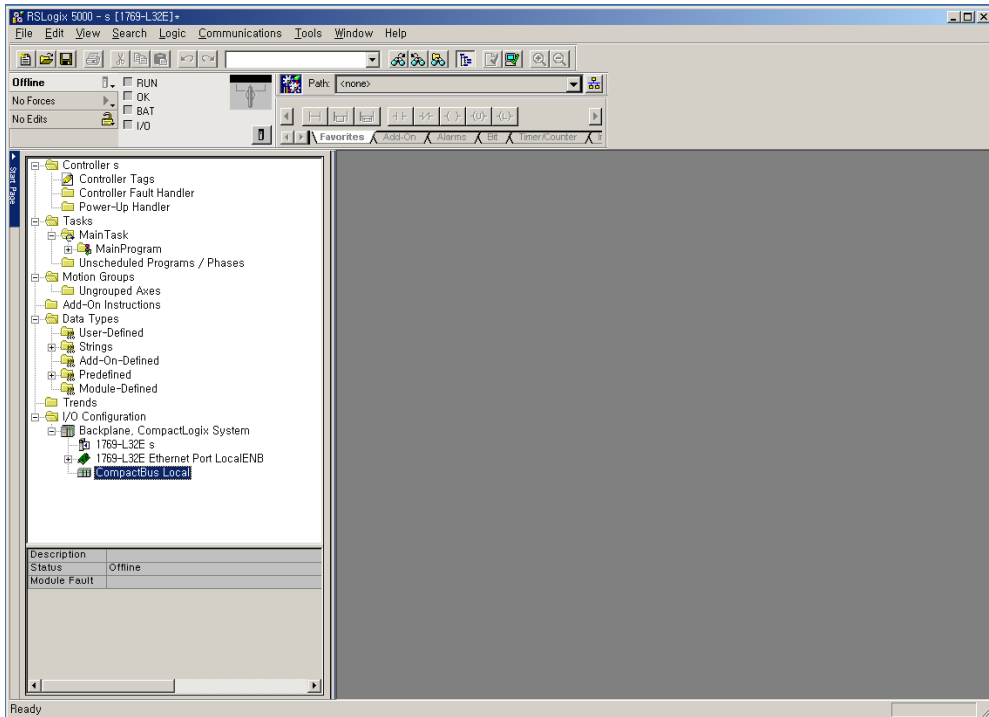 RSLogix 5000 - s [1769-L32E]*
File Edit View Search Logic Communications Tools Window Help
Offline
RUN
Path: <none>
No Forces
OK
No Edits
BAT
I/O
Favorites Add-On Alarms Bit Timer/Counter
Start Page
Controller s
Controller Tags
Controller Fault Handler
Power-Up Handler
Tasks
MainTask
MainProgram
Unscheduled Programs / Phases
Motion Groups
Ungrouped Axes
Add-On Instructions
Data Types
User-Defined
Strings
Add-On-Defined
Predefined
Module-Defined
Trends
I/O Configuration
Backplane, CompactLogix System
1769-L32E s
1769-L32E Ethernet Port LocalENB
CompactBus Local
Description
Status Offline
Module Fault
Ready